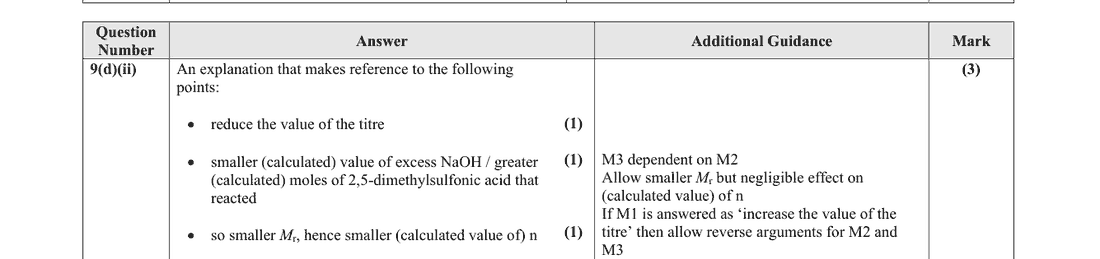 Question
Number
Answer
Additional Guidance
Mark
9(d)(ii)
An explanation that makes reference to the following
points:
(3)
• reduce the value of the titre (1)
• smaller (calculated) value of excess NaOH / greater (1)
(calculated) moles of 2,5-dimethylsulfonic acid that
reacted
M3 dependent on M2
Allow smaller Mr but negligible effect on
(calculated value) of n
If M1 is answered as ‘increase the value of the
titre’ then allow reverse arguments for M2 and
M3
• so smaller Mr, hence smaller (calculated value of) n (1)